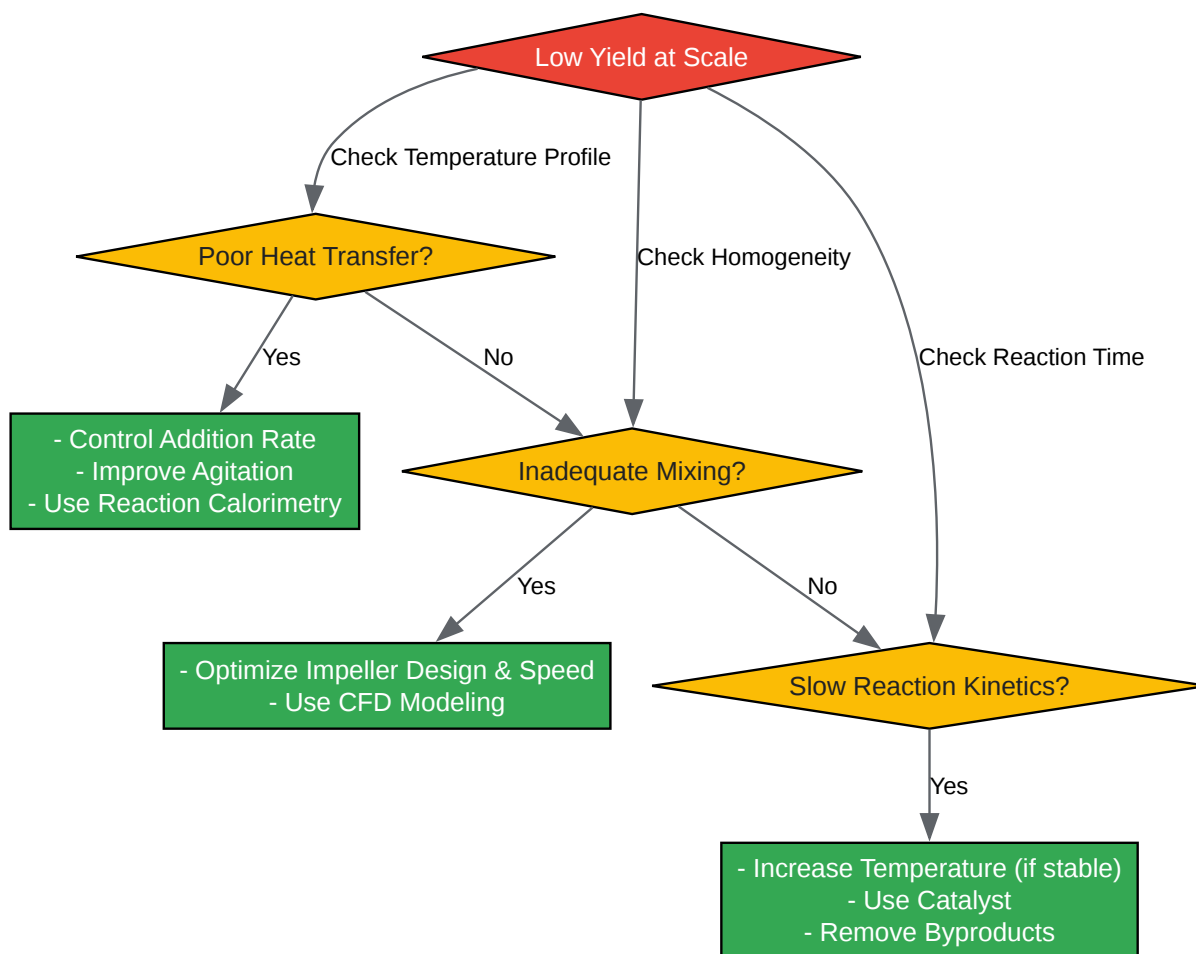 Low Yield at Scale
Check Temperature Profile
Poor Heat Transfer?
Check Homogeneity
Yes
No
Check Reaction Time
- Control Addition Rate
- Improve Agitation
- Use Reaction Calorimetry
Inadequate Mixing?
Yes
No
- Optimize Impeller Design & Speed
- Use CFD Modeling
Slow Reaction Kinetics?
Yes
- Increase Temperature (if stable)
- Use Catalyst
- Remove Byproducts